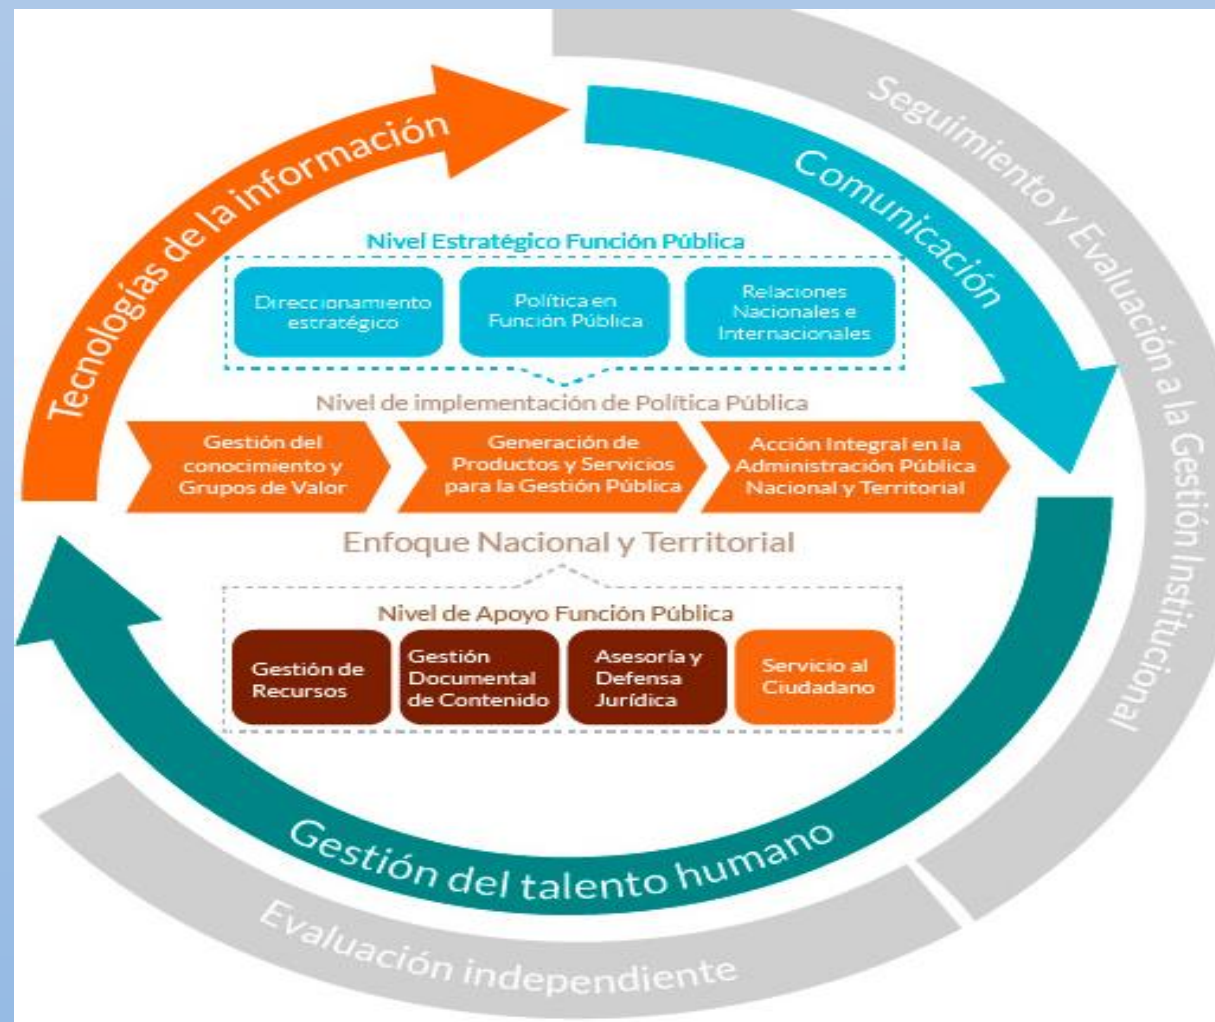 Seguimiento y Evaluación a la Gestión Institucional
Tecnologías de la información
Comunicación
Nivel Estratégico Función Pública
Direccionamiento
estratégico
Política en
Función Pública
Relaciones
Nacionales e
Internacionales
Nivel de implementación de Política Pública
Gestión del
conocimiento y
Grupos de Valor
Generación de
Productos y Servicios
para la Gestión Pública
Acción Integral en la
Administración Pública
Nacional y Territorial
Enfoque Nacional y Territorial
Nivel de Apoyo Función Pública
Gestión de
Recursos
Gestión
Documental
de Contenido
Asesoría y
Defensa
Jurídica
Servicio al
Ciudadano
Gestión del talento humano
Evaluación independiente